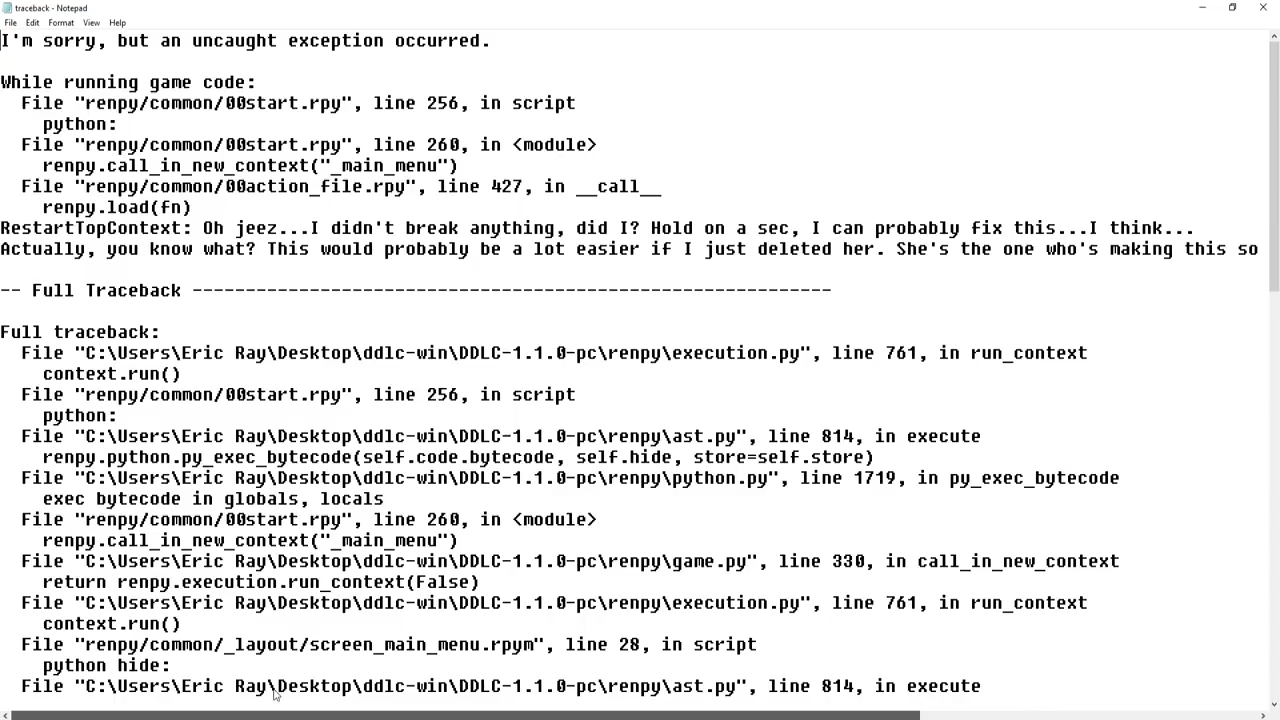 traceback - Notepad
File Edit Format View Help
I'm sorry, but an uncaught exception occurred.
While running game code:
File "renpy/common/00start.rpy", line 256, in script
python:
File "renpy/common/00start.rpy", line 260, in <module>
renpy.call_in_new_context("_main_menu")
File "renpy/common/00action_file.rpy", line 427, in __call__
renpy.load(fn)
RestartTopContext: Oh jeez...I didn't break anything, did I? Hold on a sec, I can probably fix this...I think...
Actually, you know what? This would probably be a lot easier if I just deleted her. She's the one who's making this so
-- Full Traceback ------------------------------------------------------------
Full traceback:
File "C:\Users\Eric Ray\Desktop\ddlc-win\DDLC-1.1.0-pc\renpy\execution.py", line 761, in run_context
context.run()
File "renpy/common/00start.rpy", line 256, in script
python:
File "C:\Users\Eric Ray\Desktop\ddlc-win\DDLC-1.1.0-pc\renpy\ast.py", line 814, in execute
renpy.python.py_exec_bytecode(self.code.bytecode, self.hide, store=self.store)
File "C:\Users\Eric Ray\Desktop\ddlc-win\DDLC-1.1.0-pc\renpy\python.py", line 1719, in py_exec_bytecode
exec bytecode in globals, locals
File "renpy/common/00start.rpy", line 260, in <module>
renpy.call_in_new_context("_main_menu")
File "C:\Users\Eric Ray\Desktop\ddlc-win\DDLC-1.1.0-pc\renpy\game.py", line 330, in call_in_new_context
return renpy.execution.run_context(False)
File "C:\Users\Eric Ray\Desktop\ddlc-win\DDLC-1.1.0-pc\renpy\execution.py", line 761, in run_context
context.run()
File "renpy/common/_layout/screen_main_menu.rpym", line 28, in script
python hide:
File "C:\Users\Eric Ray\Desktop\ddlc-win\DDLC-1.1.0-pc\renpy\ast.py", line 814, in execute